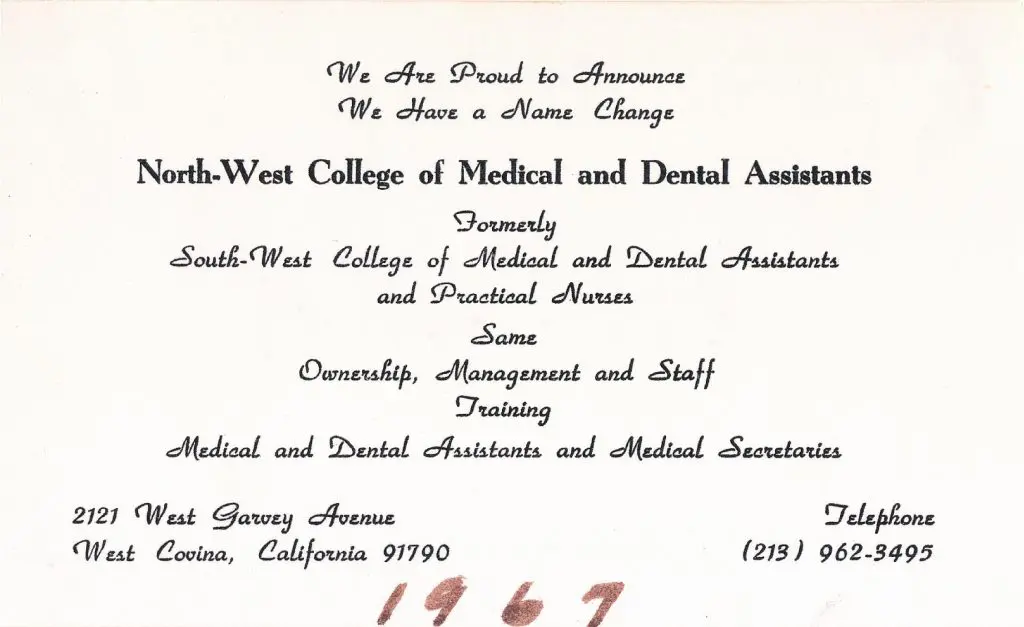 We Are Proud to Announce
We Have a Name Change
North-West College of Medical and Dental Assistants
Formerly
South-West College of Medical and Dental Assistants
and Practical Nurses
Same
Ownership, Management and Staff
Training
Medical and Dental Assistants and Medical Secretaries
2121 West Garvey Avenue
West Covina, California 91790
Telephone
(213) 962-3495
1967